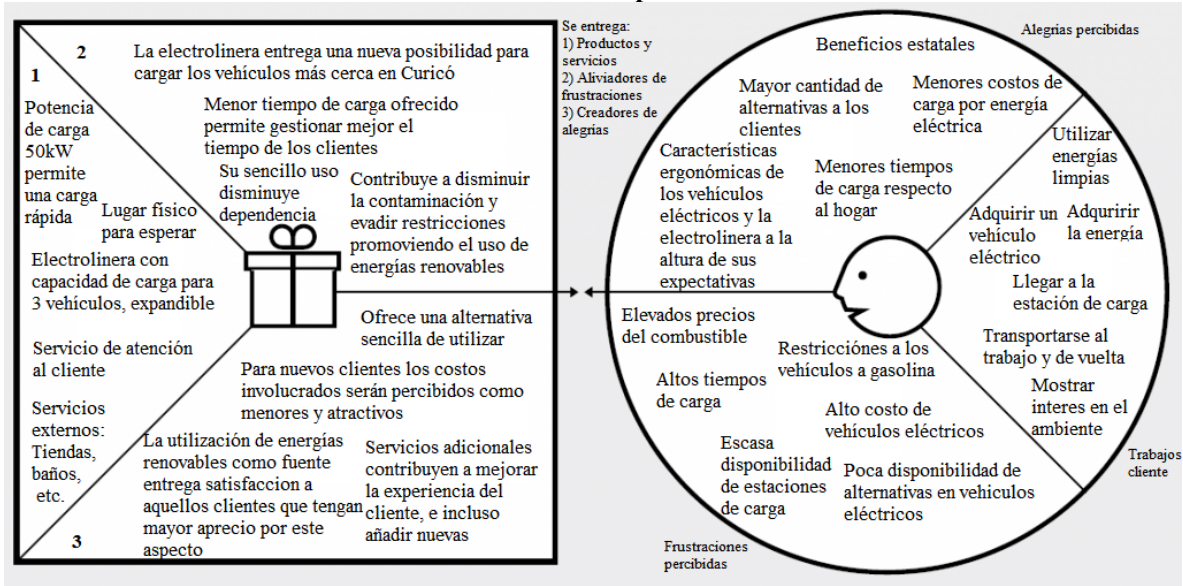 2
La electrolinera entrega una nueva posibilidad para
cargar los vehículos más cerca en Curicó
Menor tiempo de carga ofrecido
permite gestionar mejor el
tiempo de los clientes
Su sencillo uso
disminuye
dependencia
Contribuye a disminuir
la contaminación y
evadir restricciones
promoviendo el uso de
energías renovables
1
Potencia
de carga
50kW
permite
una carga
rápida
Lugar físico
para esperar
Electrolinera con
capacidad de carga para
3 vehículos, expandible
Servicio de atención
al cliente
Servicios
externos:
Tiendas,
baños,
etc.
Ofrece una alternativa
sencilla de utilizar
Para nuevos clientes los costos
involucrados serán percibidos como
menores y atractivos
La utilización de energías
renovables como fuente
entrega satisfaccion a
aquellos clientes que tengan
mayor aprecio por este
aspecto
Servicios adicionales
contribuyen a mejorar
la experiencia del
cliente, e incluso
añadir nuevas
3
Se entrega:
1) Productos y
servicios
2) Aliviadores de
frustraciones
3) Creadores de
alegrías
Alegrías percibidas
Beneficios estatales
Mayor cantidad de
alternativas a los
clientes
Menores costos de
carga por energía
eléctrica
Características
ergonómicas de
los vehículos
eléctricos y la
electrolinera a la
altura de sus
expectativas
Menores tiempos
de carga respecto
al hogar
Utilizar
energías
limpias
Adquirir un
vehículo
eléctrico
Adquririr
la energía
Llegar a la
estación de carga
Transportarse al
trabajo y de vuelta
Mostrar
interes en el
ambiente
Trabajos
cliente
Elevados precios
del combustible
Restricciónes a los
vehículos a gasolina
Altos tiempos
de carga
Alto costo de
vehículos eléctricos
Escasa
disponibilidad
de estaciones
de carga
Poca disponibilidad de
alternativas en vehiculos
eléctricos
Frustraciones
percibidas